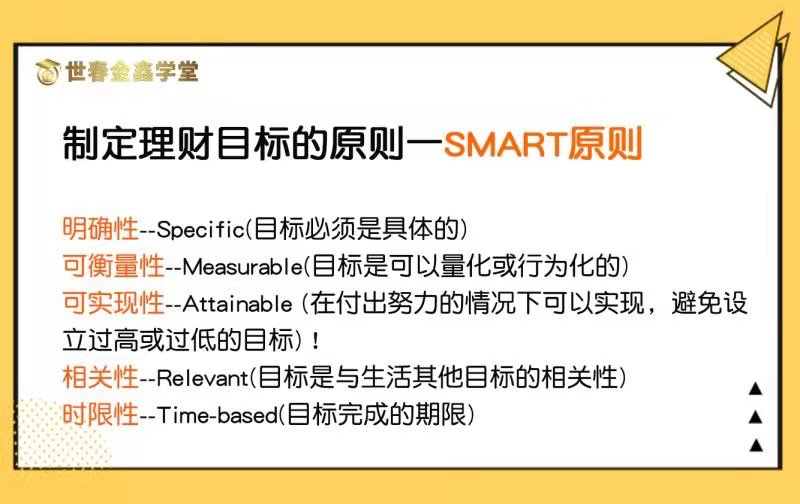 世春金鑫学堂
制定理财目标的原则—SMART原则
明确性--Specific(目标必须是具体的)
可衡量性--Measurable(目标是可以量化或行为化的)
可实现性--Attainable (在付出努力的情况下可以实现，避免设
立过高或过低的目标)！
相关性--Relevant(目标是与生活其他目标的相关性)
时限性--Time-based(目标完成的期限)